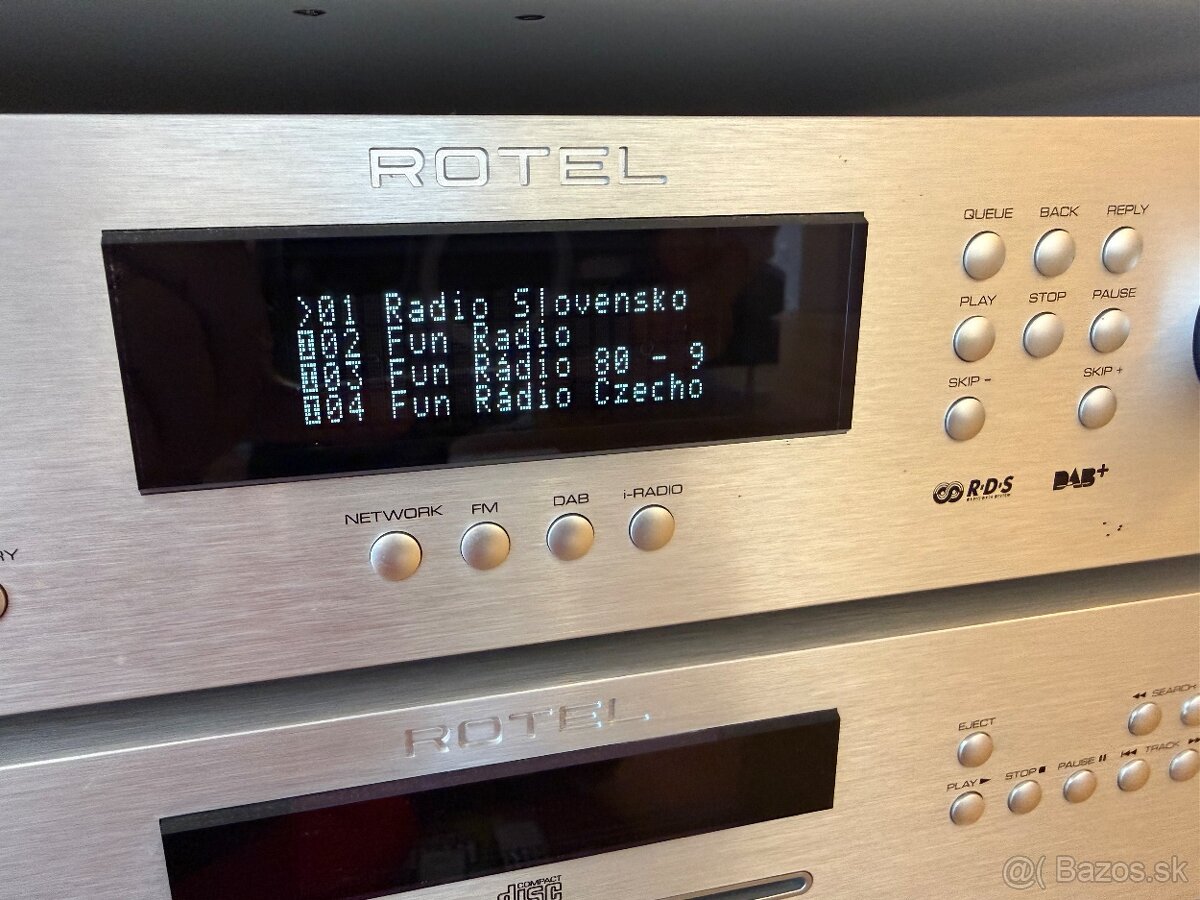 ROTEL
QUEUE BACK REPLY
>01 Radio Slovensko
02 Fun Radio
03 Fun Rádio 80 - 9
04 Fun Rádio Czecho
PLAY STOP PAUSE
SKIP - SKIP +
R·D·S DAB+
NETWORK FM DAB i-RADIO
RY
ROTEL
SEARCH
EJECT
PLAY STOP PAUSE TRACK
COMPACT
disc
@( Bazos.sk